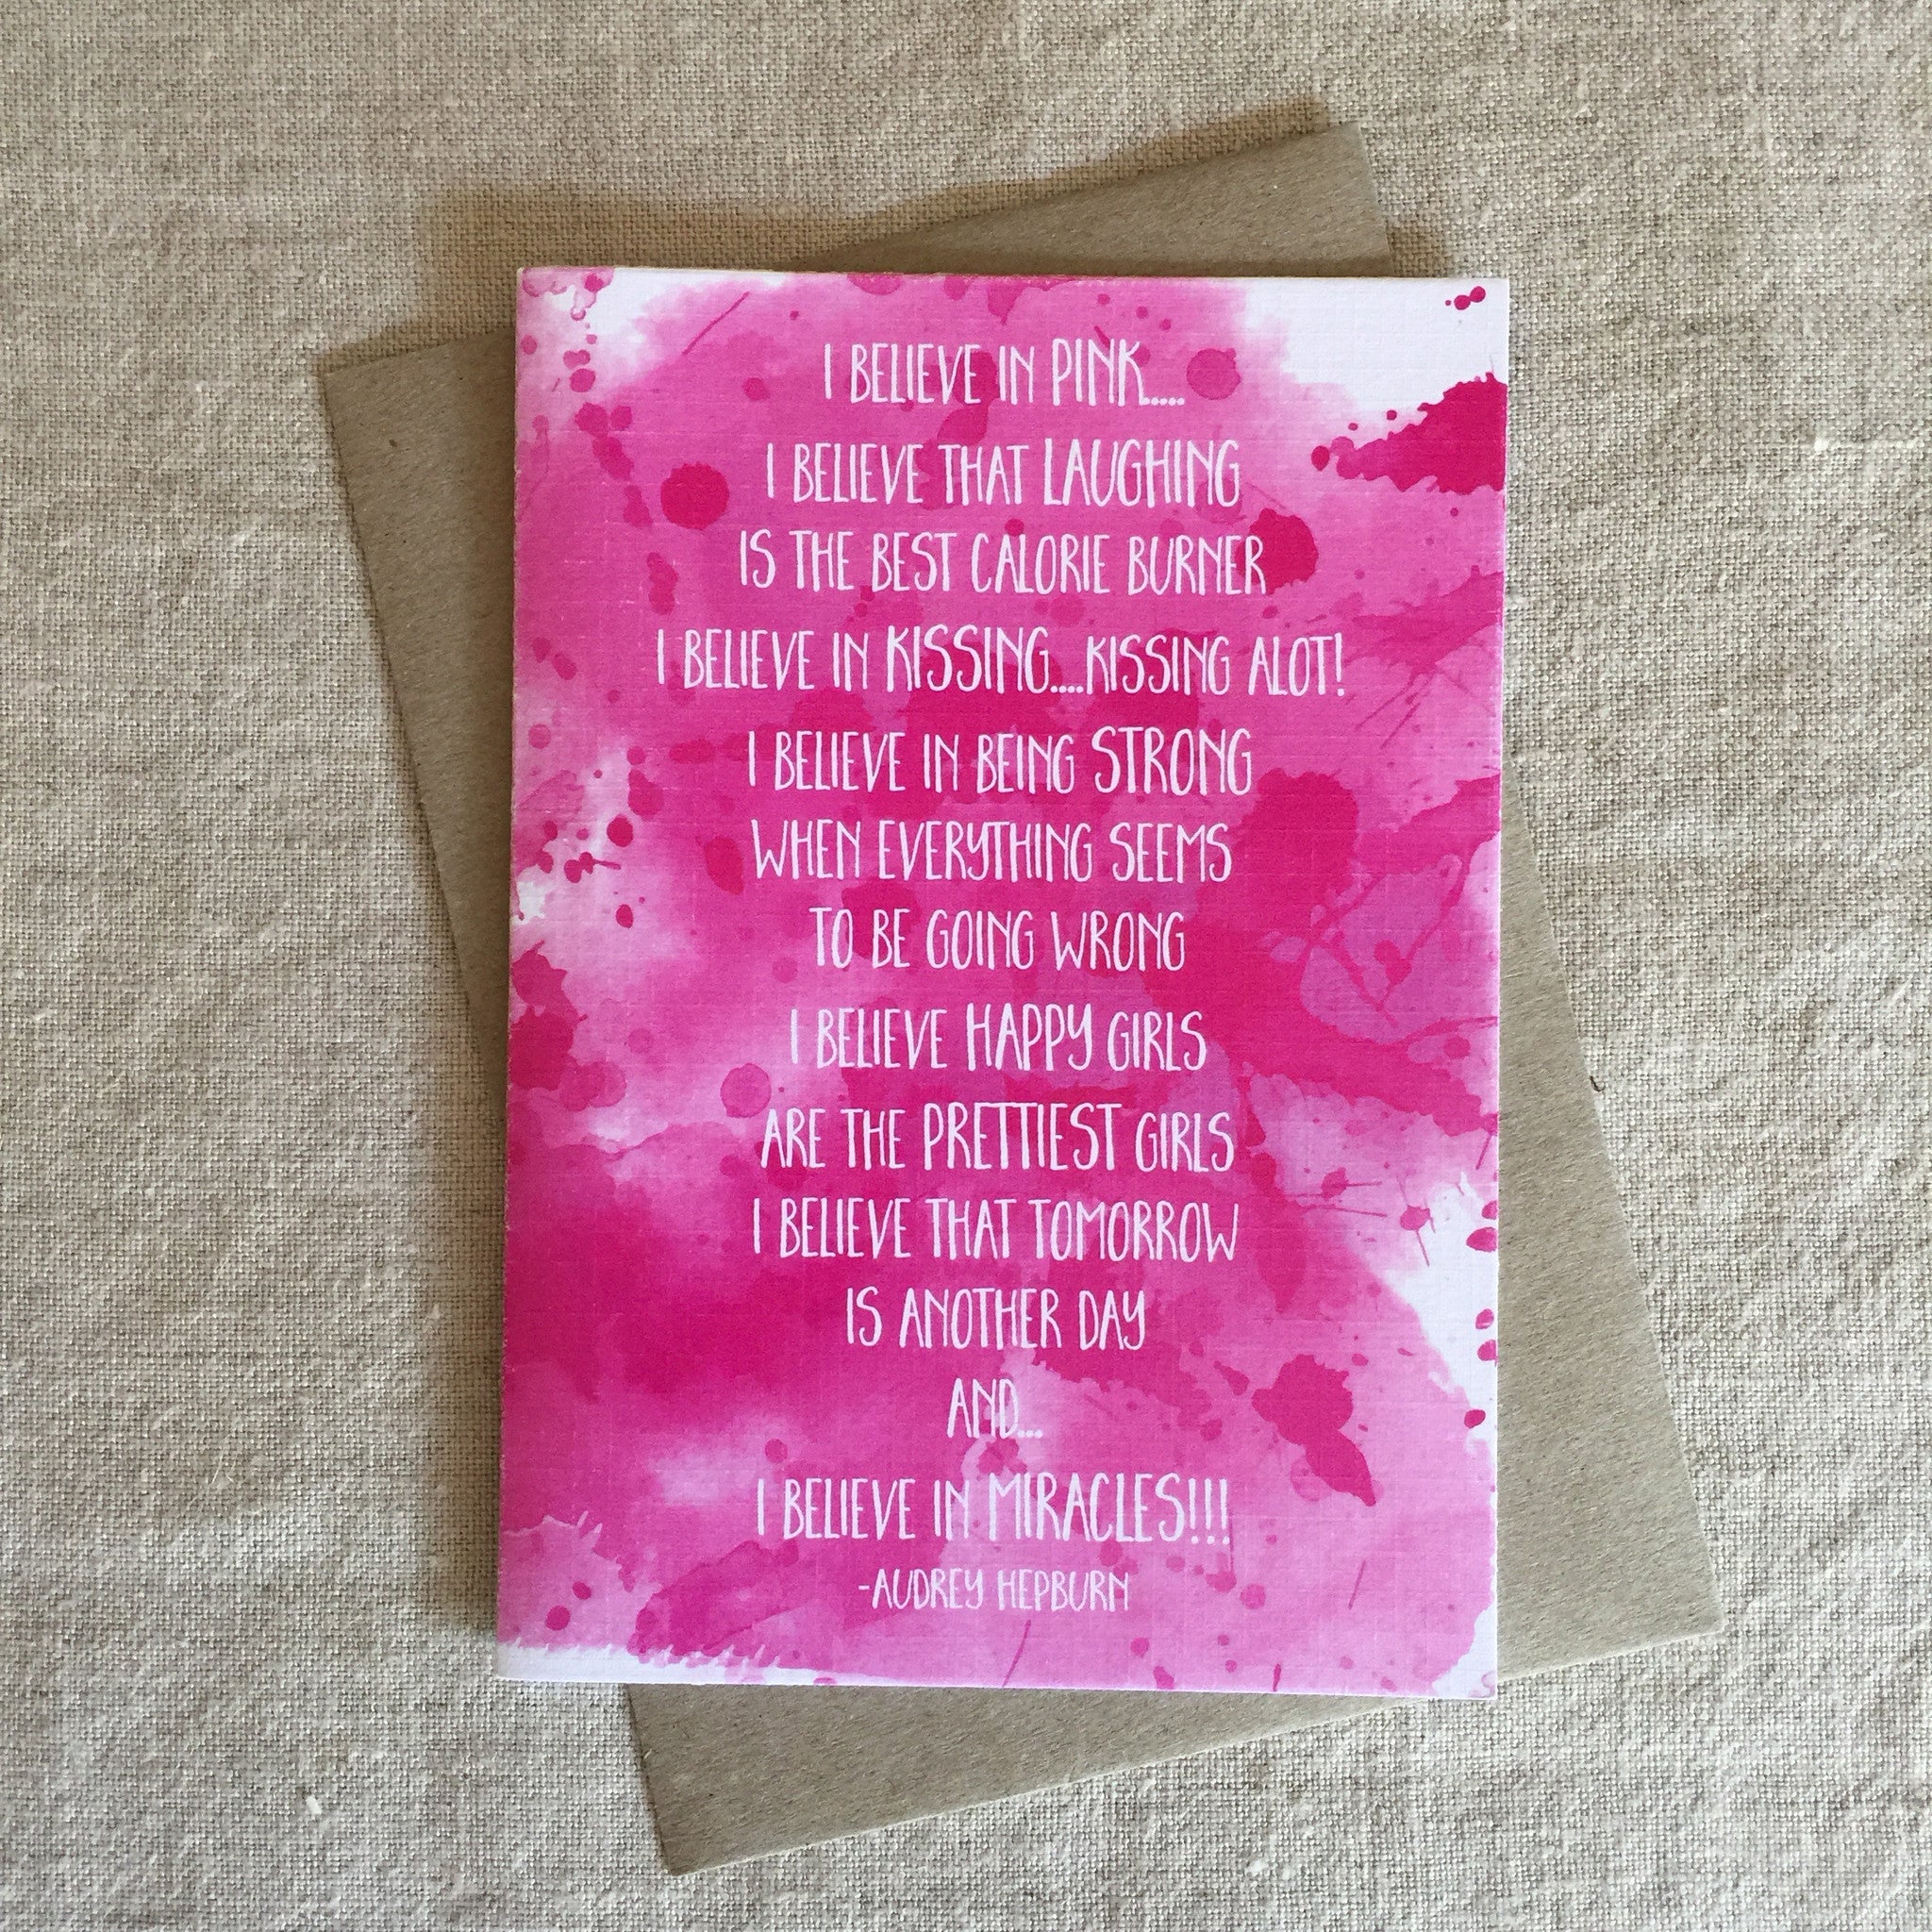 I BELIEVE IN PINK....
I BELIEVE THAT LAUGHING
IS THE BEST CALORIE BURNER
I BELIEVE IN KISSING....KISSING ALOT!
I BELIEVE IN BEING STRONG
WHEN EVERYTHING SEEMS
TO BE GOING WRONG
I BELIEVE HAPPY GIRLS
ARE THE PRETTIEST GIRLS
I BELIEVE THAT TOMORROW
IS ANOTHER DAY
AND...
I BELIEVE IN MIRACLES!!!
-AUDREY HEPBURN